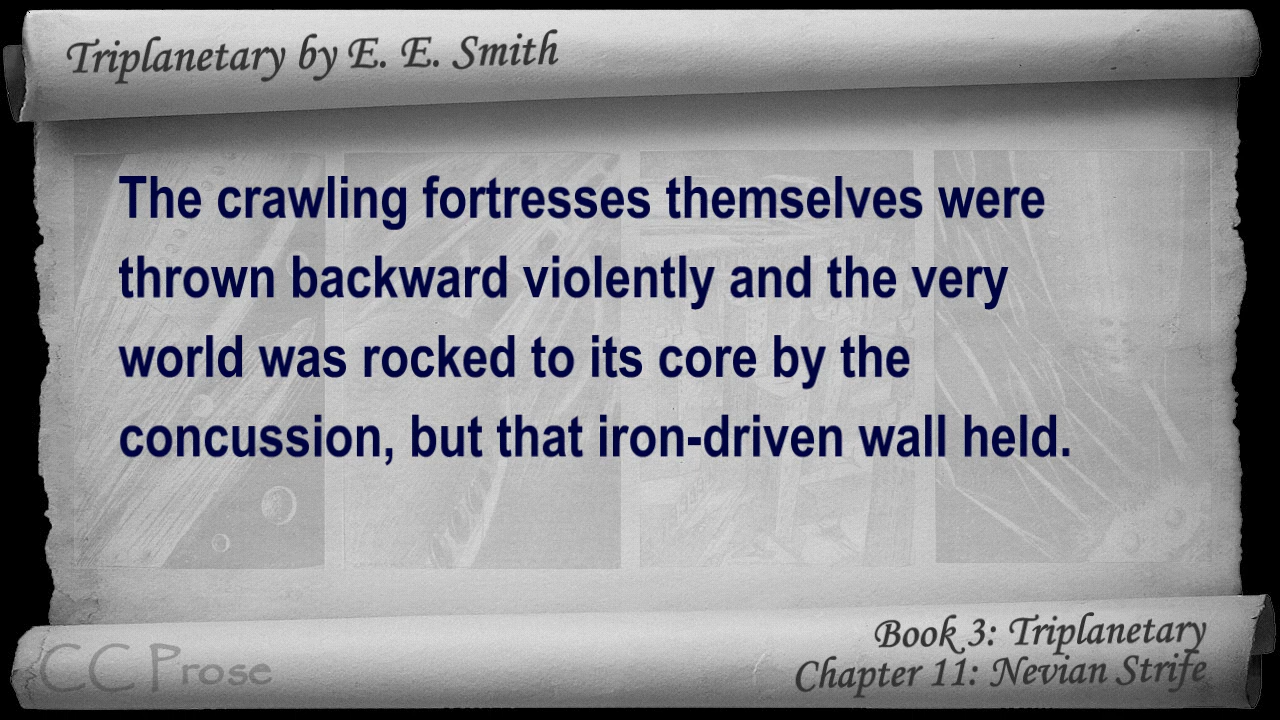 Triplanetary by E. E. Smith
The crawling fortresses themselves were
thrown backward violently and the very
world was rocked to its core by the
concussion, but that iron-driven wall held.
Book 3: Triplanetary
Chapter 11: Nevian Strife
CC Prose